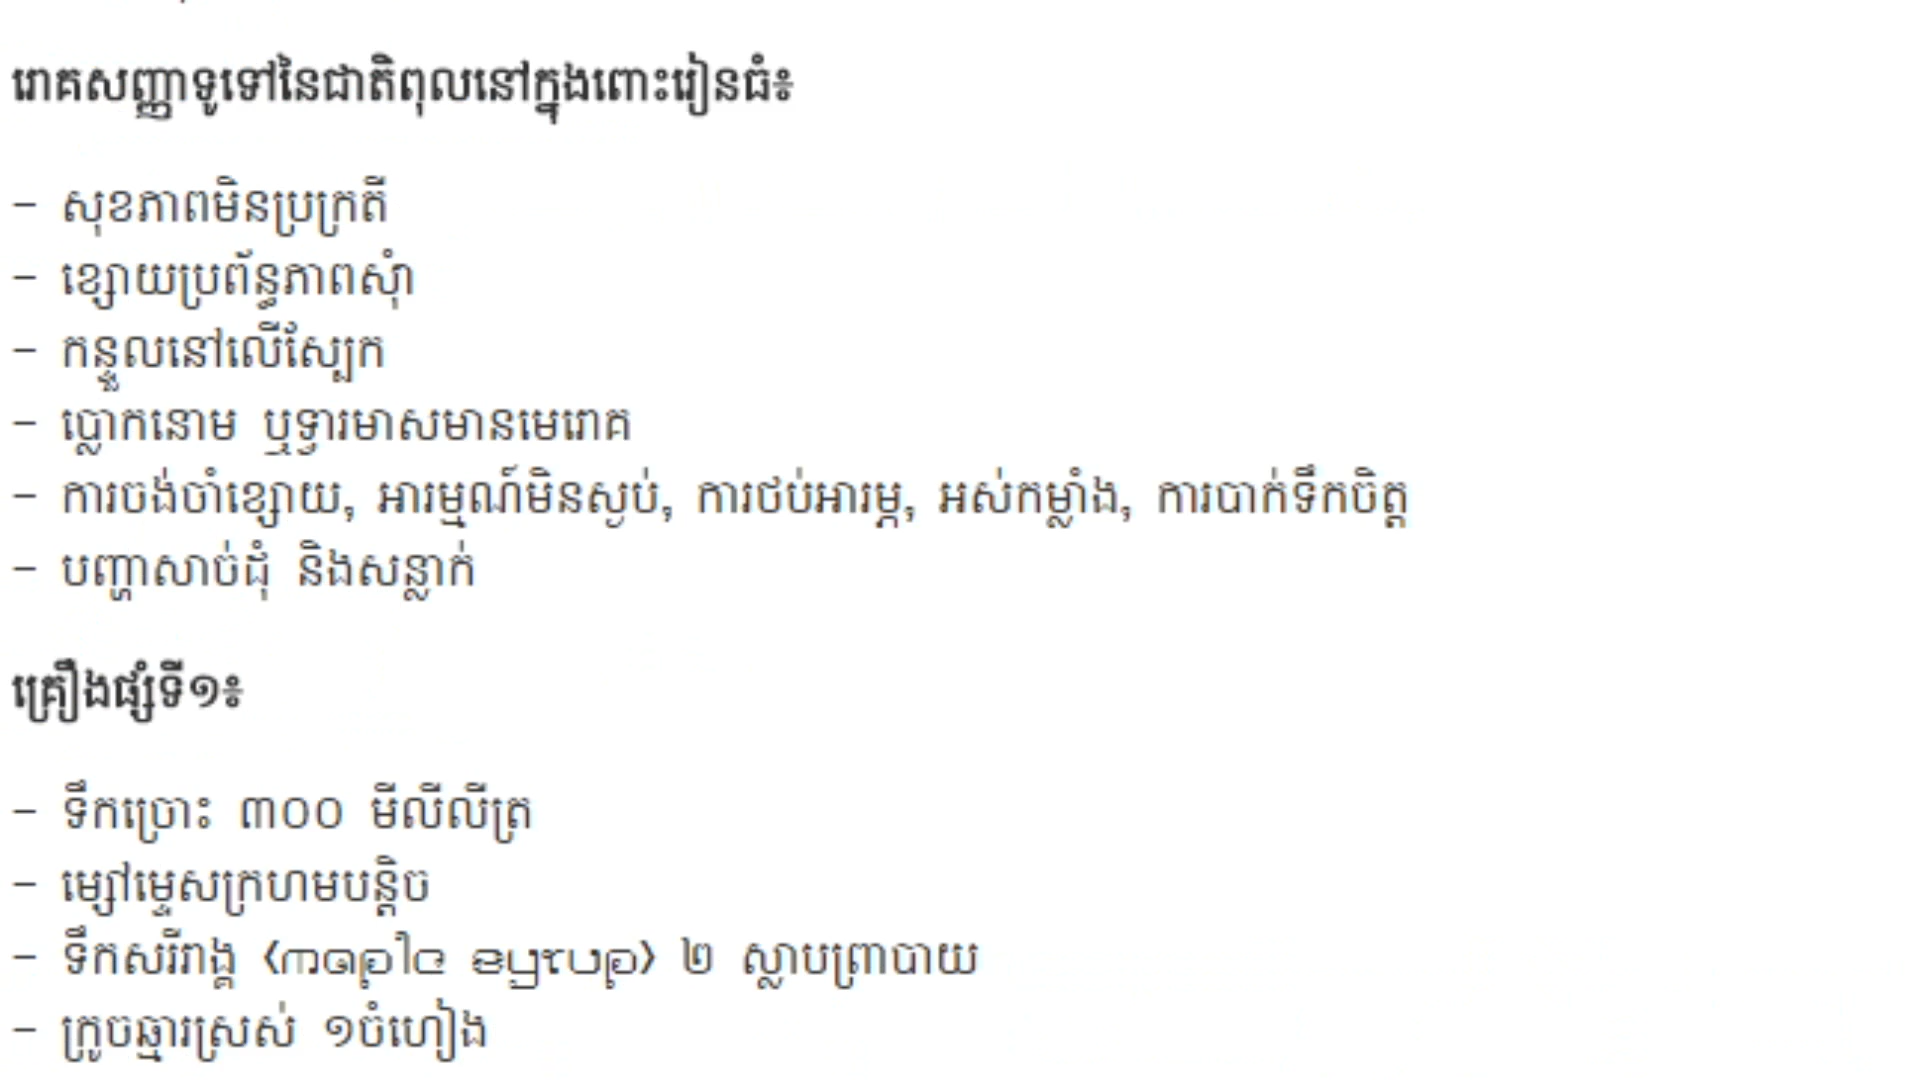 រោគសញ្ញាទូទៅនៃជាតិពុលនៅក្នុងពោះវៀនធំ៖
– សុខភាពមិនប្រក្រតី
– ខ្សោយប្រព័ន្ធភាពស៊ាំ
– កន្ទួលនៅលើស្បែក
– ប្លោកនោម ឬទ្វារមាសមានមេរោគ
– ការចង់ចាំខ្សោយ, អារម្មណ៍មិនស្ងប់, ការថប់អារម្ភ, អស់កម្លាំង, ការបាក់ទឹកចិត្ត
– បញ្ហាសាច់ដុំ និងសន្លាក់
គ្រឿងផ្សំទី១៖
– ទឹកច្រោះ ៣០០ មីលីលីត្រ
– ម្សៅម្ទេសក្រហមបន្តិច
– ទឹកសរីរាង្គ (maple syrup) ២ ស្លាបព្រាបាយ
– ក្រូចឆ្មារស្រស់ ១ចំហៀង